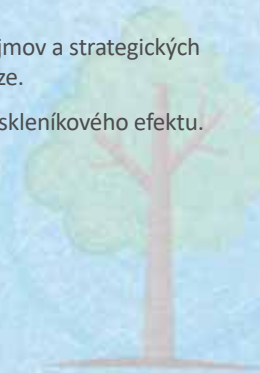 jmov a strategických
ze.
skleníkového efektu.